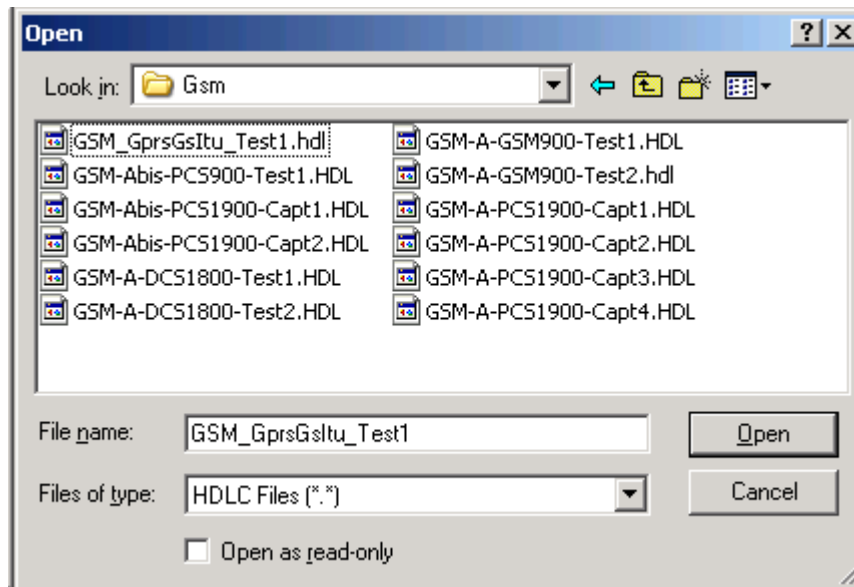 Open
Look in: Gsm
GSM_GprsGsItu_Test1.hdl GSM-A-GSM900-Test1.HDL
GSM-Abis-PCS900-Test1.HDL GSM-A-GSM900-Test2.hdl
GSM-Abis-PCS1900-Capt1.HDL GSM-A-PCS1900-Capt1.HDL
GSM-Abis-PCS1900-Capt2.HDL GSM-A-PCS1900-Capt2.HDL
GSM-A-DCS1800-Test1.HDL GSM-A-PCS1900-Capt3.HDL
GSM-A-DCS1800-Test2.HDL GSM-A-PCS1900-Capt4.HDL
File name: GSM_GprsGsItu_Test1 Open
Files of type: HDLC Files (*.*) Cancel
Open as read-only